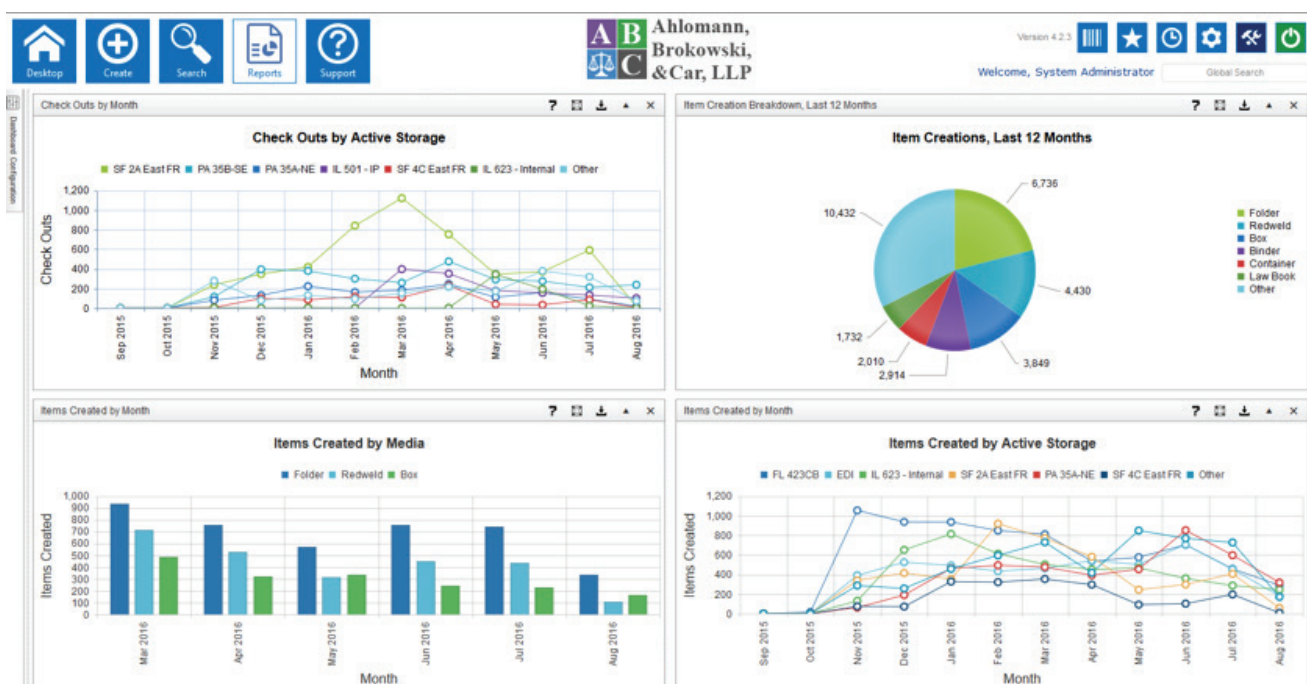 Desktop
Create
Search
Reports
Support
A B C
Ahlomann,
Brokowski,
&Car, LLP
Version 4.2.3
Welcome, System Administrator
Global Search
Dashboard Configuration
Check Outs by Month
Check Outs by Active Storage
SF 2A East FR PA 35B-SE PA 35A-NE IL 501 - IP SF 4C East FR IL 623 - Internal Other
Check Outs
1,200
1,000
800
600
400
200
0
Sep 2015
Oct 2015
Nov 2015
Dec 2015
Jan 2016
Feb 2016
Mar 2016
Apr 2016
May 2016
Jun 2016
Jul 2016
Aug 2016
Month
Item Creation Breakdown, Last 12 Months
Item Creations, Last 12 Months
6,736
4,430
3,849
2,914
2,010
1,732
10,432
Folder
Redweld
Box
Binder
Container
Law Book
Other
Items Created by Month
Items Created by Media
Folder Redweld Box
Items Created
1,000
900
800
700
600
500
400
300
200
100
0
Mar 2016
Apr 2016
May 2016
Jun 2016
Jul 2016
Aug 2016
Month
Items Created by Month
Items Created by Active Storage
FL 423CB EDI IL 623 - Internal SF 2A East FR PA 35A-NE SF 4C East FR Other
Items Created
1,200
1,000
800
600
400
200
0
Sep 2015
Oct 2015
Nov 2015
Dec 2015
Jan 2016
Feb 2016
Mar 2016
Apr 2016
May 2016
Jun 2016
Jul 2016
Aug 2016
Month